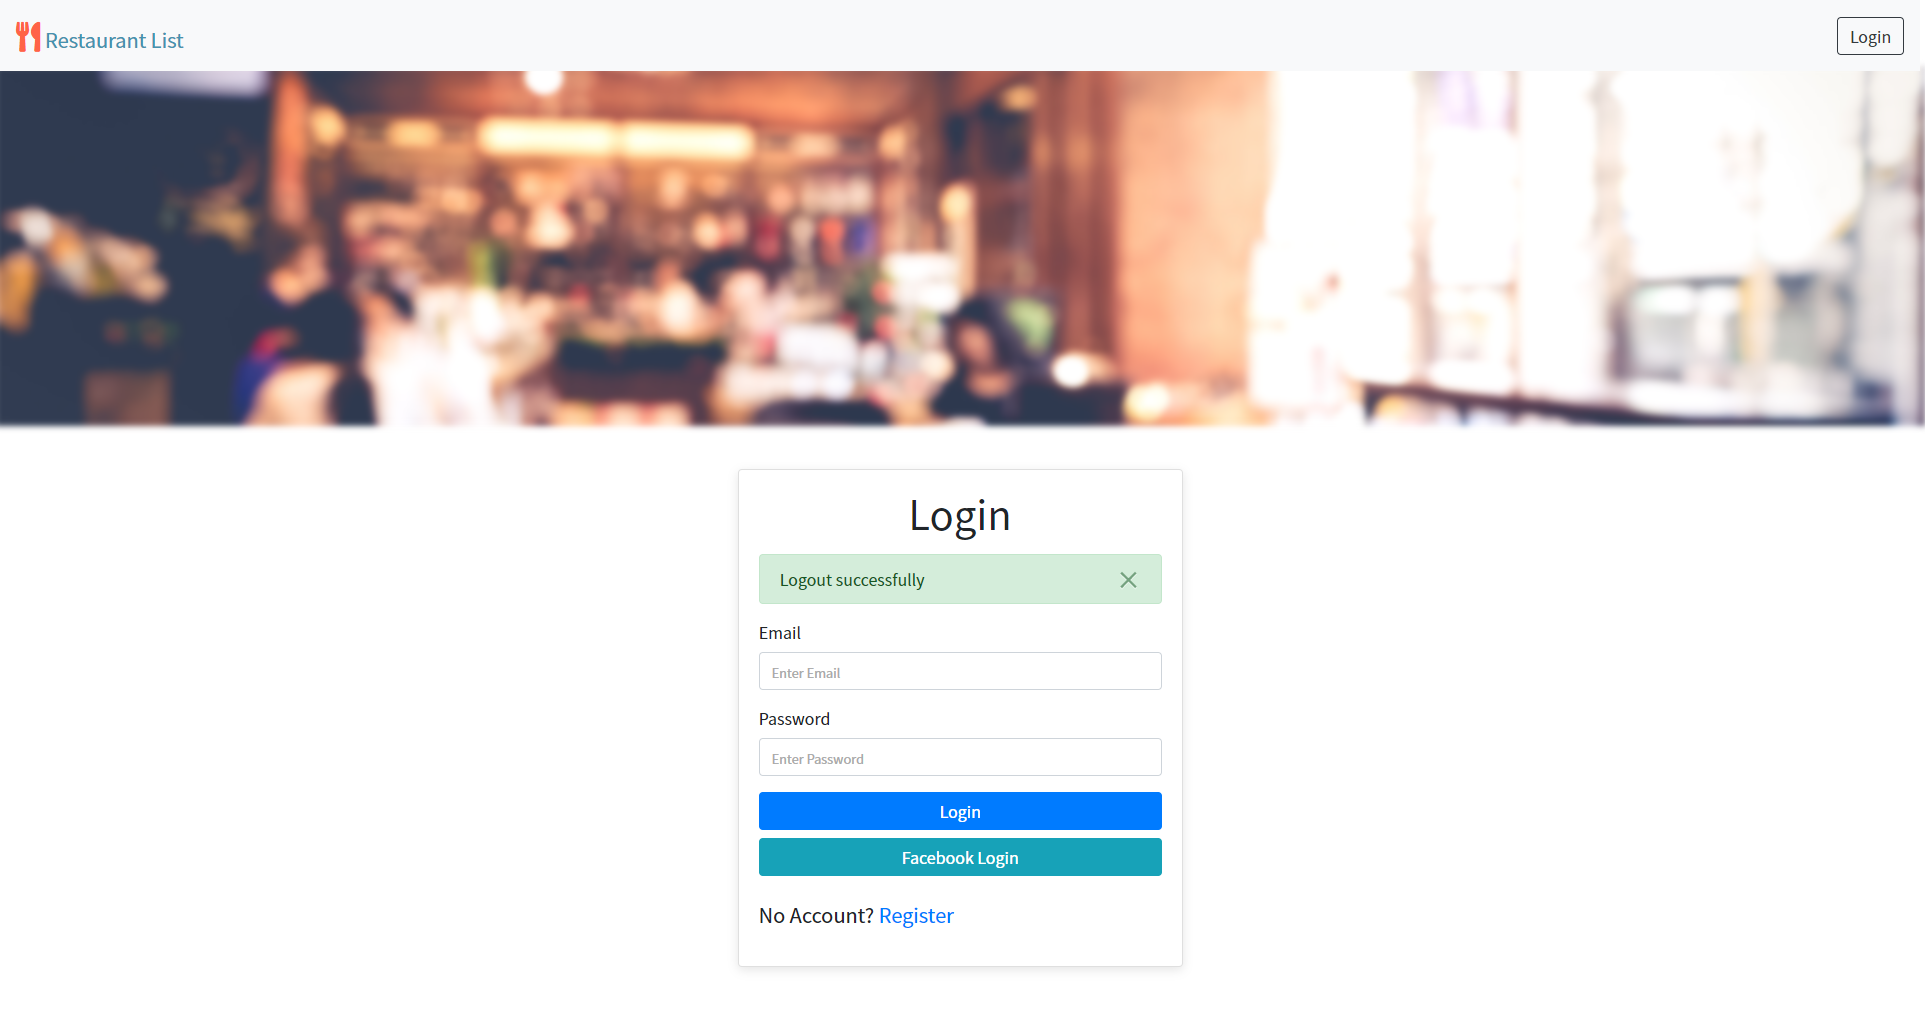 Restaurant List
Login
Login
Logout successfully
Email
Enter Email
Password
Enter Password
Login
Facebook Login
No Account? Register